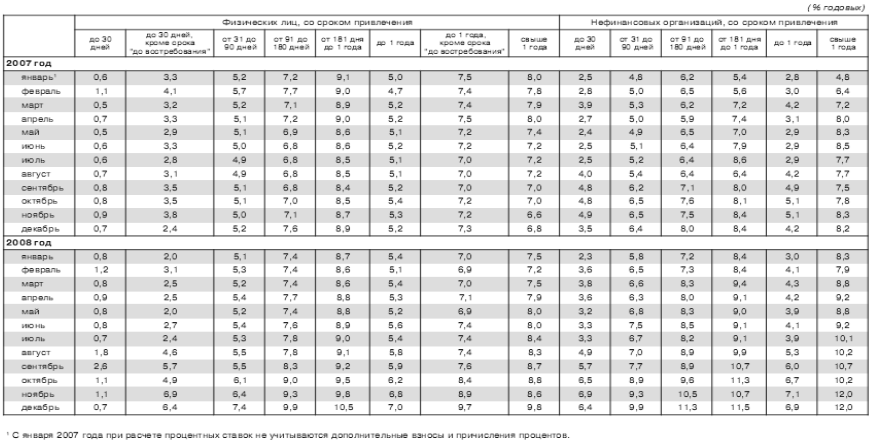 (% годовых)
Физических лиц, со сроком привлечения Нефинансовых организаций, со сроком привлечения
до 30 дней до 30 дней, кроме срока "до востребования" от 31 до 90 дней от 91 до 180 дней от 181 дня до 1 года до 1 года до 1 года, кроме срока "до востребования" свыше 1 года до 30 дней от 31 до 90 дней от 91 до 180 дней от 181 дня до 1 года до 1 года свыше 1 года
2007 год
январь¹ 0,6 3,3 5,2 7,2 9,1 5,0 7,5 8,0 2,5 4,8 6,2 5,4 2,8 4,8
февраль 1,1 4,1 5,7 7,7 9,0 4,7 7,4 7,8 2,8 5,0 6,5 5,6 3,0 6,4
март 0,5 3,2 5,2 7,1 8,9 5,2 7,4 7,9 3,9 5,3 6,2 7,2 4,2 7,2
апрель 0,7 3,3 5,1 7,2 9,0 5,2 7,5 8,0 2,7 5,0 5,9 7,4 3,1 8,0
май 0,5 2,9 5,1 6,9 8,6 5,1 7,2 7,4 2,4 4,9 6,5 7,0 2,9 8,3
июнь 0,6 3,3 5,0 6,8 8,6 5,2 7,2 7,2 2,5 5,1 6,4 7,9 2,9 8,5
июль 0,6 2,8 4,9 6,8 8,5 5,1 7,0 7,2 2,5 5,2 6,4 8,6 2,9 7,7
август 0,7 3,1 4,9 6,8 8,5 5,1 7,0 7,2 4,0 5,4 6,4 6,4 4,2 7,7
сентябрь 0,8 3,5 5,1 6,8 8,4 5,2 7,0 7,0 4,8 6,2 7,1 8,0 4,9 7,5
октябрь 0,8 3,5 5,1 7,0 8,5 5,4 7,2 7,0 4,8 6,5 7,6 8,1 5,1 7,8
ноябрь 0,9 3,8 5,0 7,1 8,7 5,3 7,2 6,6 4,9 6,5 7,5 8,4 5,1 8,3
декабрь 0,7 2,4 5,2 7,6 8,9 5,2 7,3 6,8 3,5 6,4 8,0 8,4 4,2 8,2
2008 год
январь 0,8 2,0 5,1 7,4 8,7 5,4 7,0 7,5 2,3 5,8 7,2 8,4 3,0 8,3
февраль 1,2 3,1 5,3 7,4 8,6 5,1 6,9 7,2 3,6 6,5 7,3 8,4 4,1 7,9
март 0,8 2,5 5,2 7,4 8,6 5,4 7,0 7,5 3,8 6,6 8,3 9,4 4,3 8,8
апрель 0,9 2,5 5,4 7,7 8,8 5,3 7,1 7,9 3,6 6,3 8,0 9,1 4,2 9,2
май 0,8 2,0 5,2 7,4 8,8 5,2 6,9 8,0 3,2 6,8 8,3 9,0 3,9 8,8
июнь 0,8 2,7 5,4 7,6 8,9 5,6 7,4 8,0 3,3 7,5 8,5 9,1 4,1 9,2
июль 0,7 2,4 5,3 7,8 9,0 5,4 7,4 8,4 3,3 6,7 8,2 9,1 3,9 10,1
август 1,8 4,6 5,5 7,8 9,1 5,8 7,4 8,3 4,9 7,0 8,9 9,9 5,3 10,2
сентябрь 2,6 5,7 5,5 8,3 9,2 5,9 7,6 8,7 5,7 7,7 8,9 10,7 6,0 10,7
октябрь 1,1 4,9 6,1 9,0 9,5 6,2 8,4 8,8 6,5 8,9 9,6 11,3 6,7 10,2
ноябрь 1,1 6,9 6,4 9,3 9,8 6,8 8,9 8,6 6,9 9,3 10,5 10,7 7,1 12,0
декабрь 0,7 6,4 7,4 9,9 10,5 7,0 9,7 9,8 6,4 9,9 11,3 11,5 6,9 12,0
¹ С января 2007 года при расчете процентных ставок не учитываются дополнительные взносы и причисления процентов.